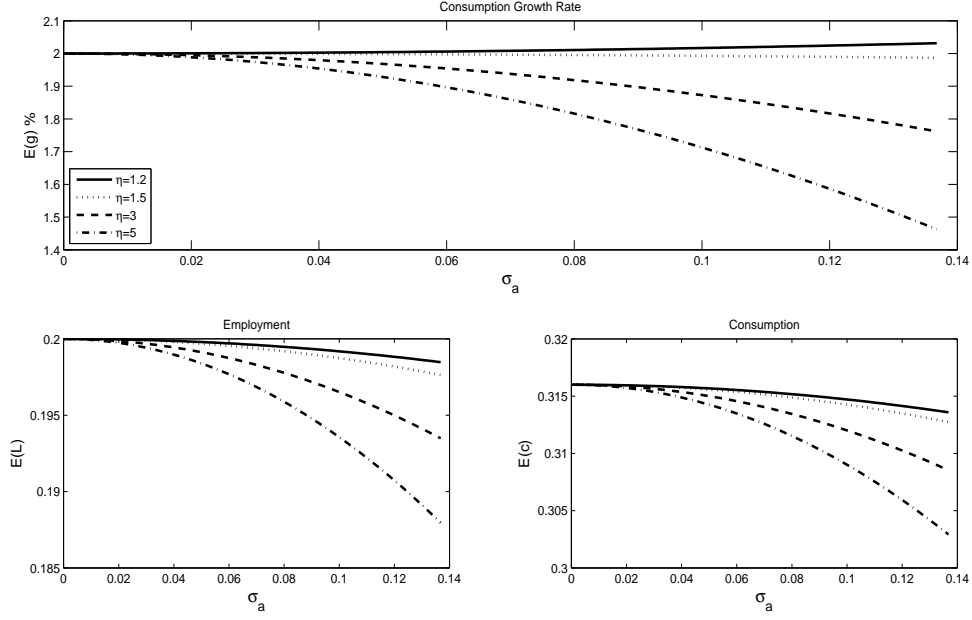 Consumption Growth Rate
2.1
2
1.9
1.8
1.7
1.6
1.5
1.4
E(g) %
η=1.2
η=1.5
η=3
η=5
0 0.02 0.04 0.06 0.08 0.1 0.12 0.14
σa
Employment
0.2
0.195
0.19
0.185
E(L)
0 0.02 0.04 0.06 0.08 0.1 0.12 0.14
σa
Consumption
0.32
0.315
0.31
0.305
0.3
E(c)
0 0.02 0.04 0.06 0.08 0.1 0.12 0.14
σa